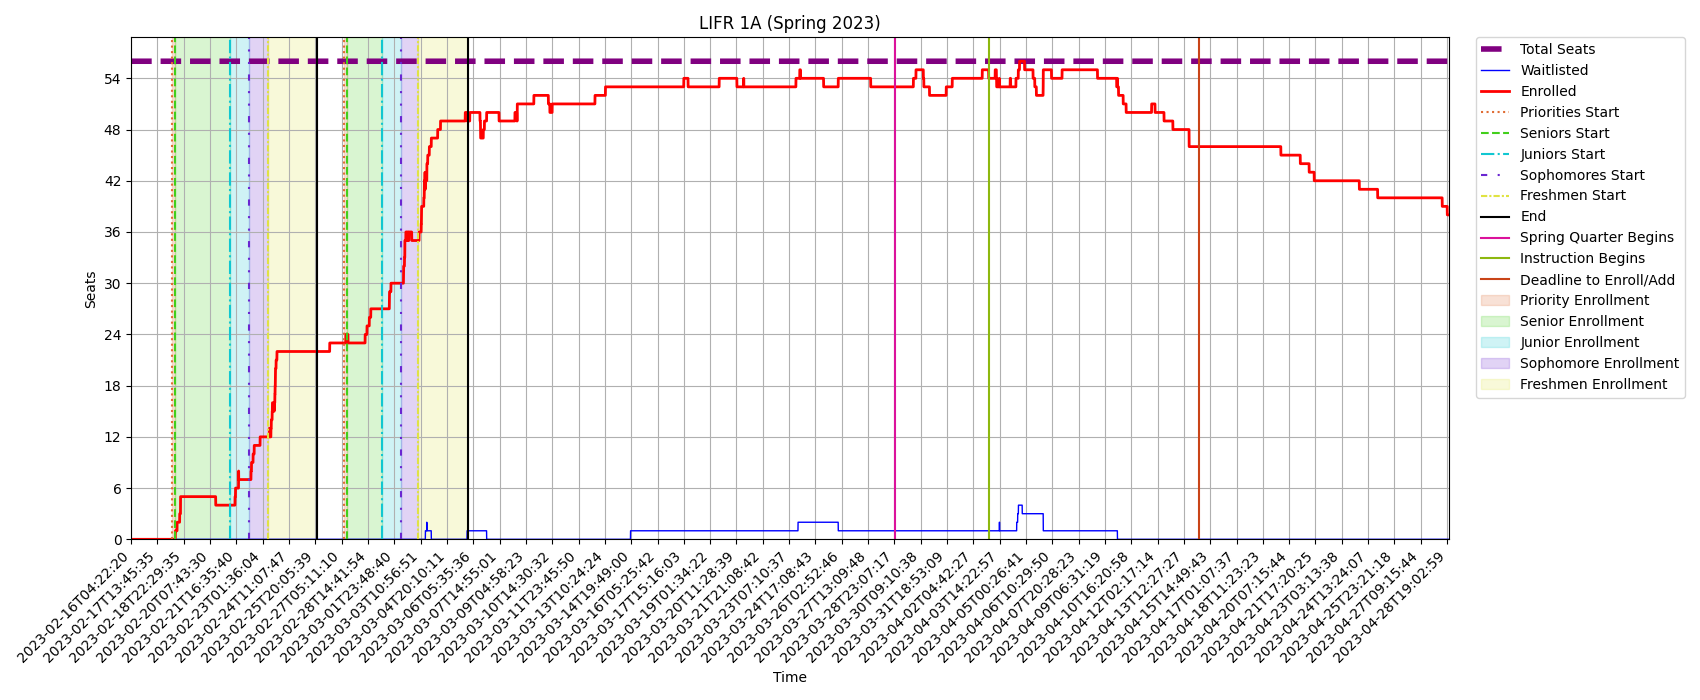 LIFR 1A (Spring 2023)
Seats
54
48
42
36
30
24
18
12
6
0
2023-02-16T04:22:20
2023-02-17T13:45:35
2023-02-18T22:29:35
2023-02-20T07:43:30
2023-02-21T16:35:40
2023-02-23T01:36:04
2023-02-24T11:07:47
2023-02-25T20:05:39
2023-02-27T05:11:10
2023-02-28T14:41:54
2023-03-01T23:48:40
2023-03-03T10:56:51
2023-03-04T20:10:11
2023-03-06T05:35:36
2023-03-07T14:55:01
2023-03-09T04:58:23
2023-03-10T14:30:32
2023-03-11T23:45:50
2023-03-13T10:24:24
2023-03-14T19:49:00
2023-03-16T05:25:42
2023-03-17T15:16:03
2023-03-19T01:34:22
2023-03-20T11:28:39
2023-03-21T21:08:42
2023-03-23T07:10:37
2023-03-24T17:08:43
2023-03-26T02:52:46
2023-03-27T13:09:48
2023-03-28T23:07:17
2023-03-30T09:10:38
2023-03-31T18:53:09
2023-04-02T04:42:27
2023-04-03T14:22:57
2023-04-05T00:26:41
2023-04-06T10:29:50
2023-04-07T20:28:23
2023-04-09T06:31:19
2023-04-10T16:20:58
2023-04-12T02:17:14
2023-04-13T12:27:27
2023-04-15T14:49:43
2023-04-17T01:07:37
2023-04-18T11:23:23
2023-04-20T07:15:44
2023-04-21T17:20:25
2023-04-23T03:13:38
2023-04-24T13:24:07
2023-04-25T23:21:18
2023-04-27T09:15:44
2023-04-28T19:02:59
Time
Total Seats
Waitlisted
Enrolled
Priorities Start
Seniors Start
Juniors Start
Sophomores Start
Freshmen Start
End
Spring Quarter Begins
Instruction Begins
Deadline to Enroll/Add
Priority Enrollment
Senior Enrollment
Junior Enrollment
Sophomore Enrollment
Freshmen Enrollment